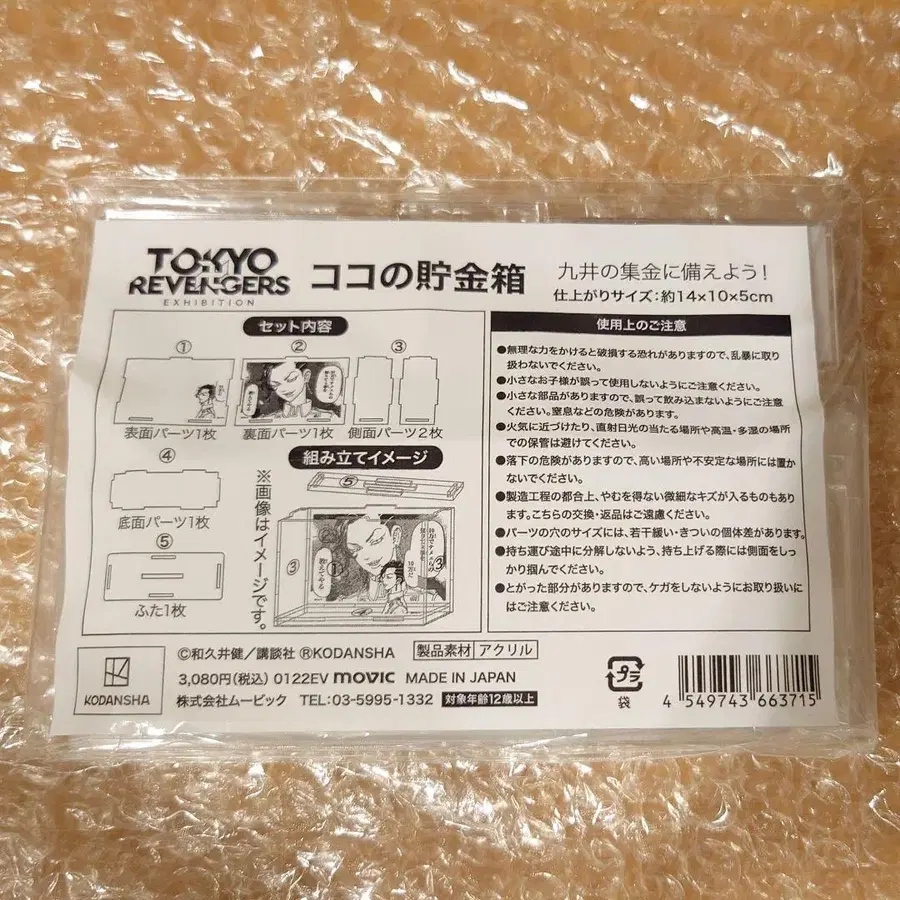 TOKYO
REVENGERS
EXHIBITION
ココの貯金箱
九井の集金に備えよう!
仕上がりサイズ:約14×10×5cm
セット内容
①
②
③
表面パーツ1枚
裏面パーツ1枚
側面パーツ2枚
④
底面パーツ1枚
⑤
ふた1枚
組み立てイメージ
※画像はイメージです。
⑤
③
①
③
教えてやる
10万だ
使用上のご注意
●無理な力をかけると破損する恐れがありますので、乱暴に取り
扱わないでください。
●小さなお子様が誤って使用しないようにご注意ください。
●小さな部品がありますので、誤って飲み込まないようにご注意
ください。窒息などの危険があります。
●火気に近づけたり、直射日光の当たる場所や高温・多湿の場所
での保管は避けてください。
●落下の危険がありますので、高い場所や不安定な場所には置か
ないでください。
●製造工程の都合上、やむを得ない微細なキズが入るものもあり
ます。こちらの交換・返品はご遠慮ください。
●パーツの穴のサイズには、若干緩い・きついの個体差があります。
●持ち運び途中に分解しないよう、持ち上げる際には側面をしっ
かり掴んでください。
●とがった部分がありますので、ケガをしないようにお取り扱いに
はご注意ください。
KODANSHA
©和久井健/講談社 ®KODANSHA
製品素材 アクリル
3,080円(税込) 0122EV movic MADE IN JAPAN
株式会社ムービック TEL:03-5995-1332 対象年齢12歳以上
プラ
袋
4 549743 663715